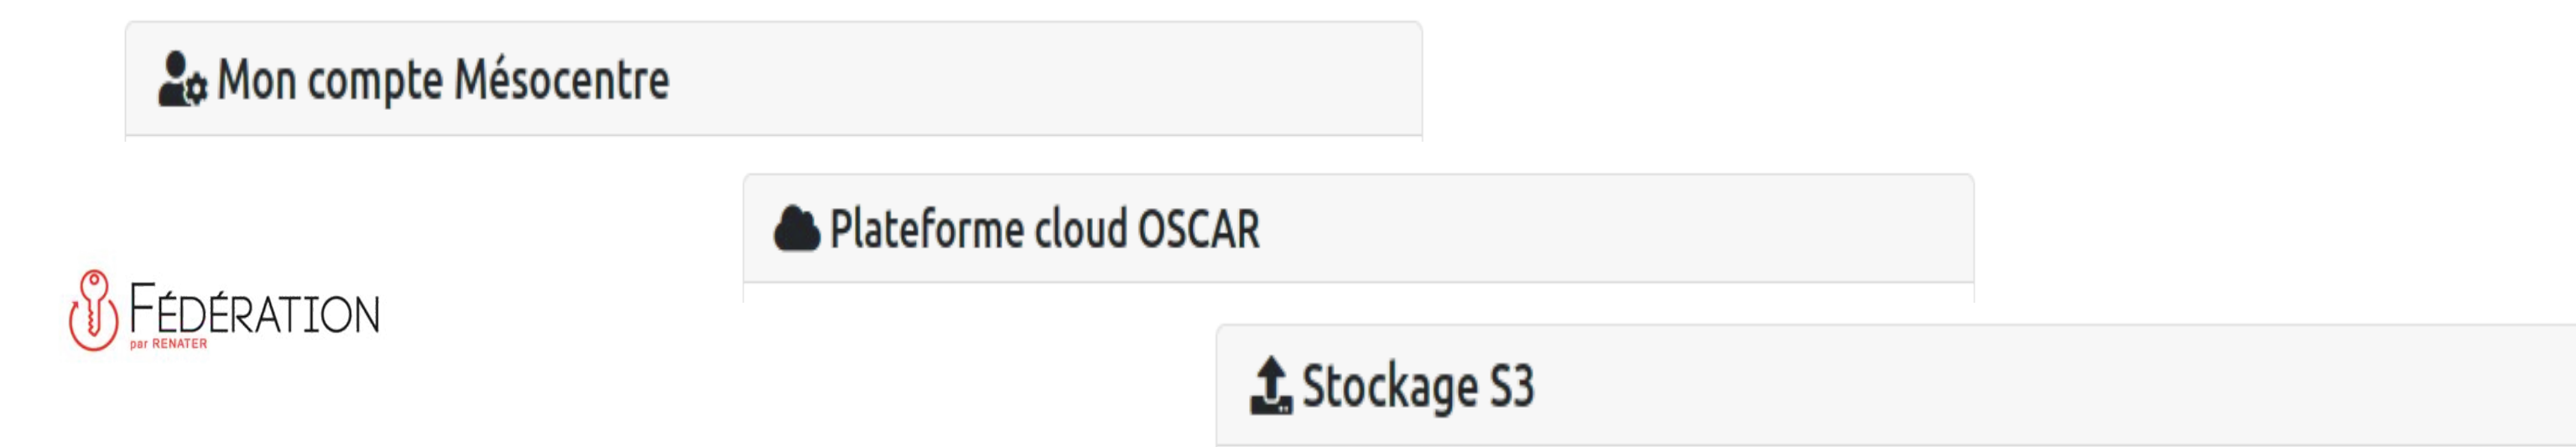 Mon compte Mésocentre
Plateforme cloud OSCAR
FÉDÉRATION
par RENATER
Stockage S3